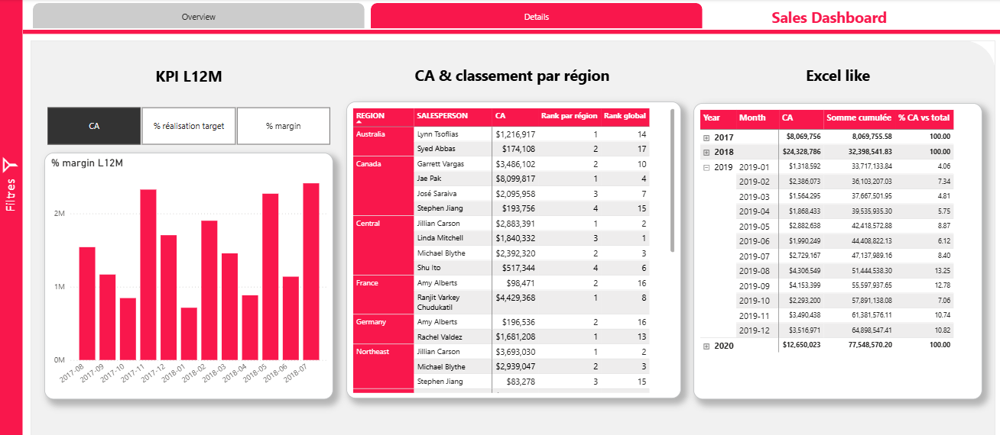 Overview
Details
Sales Dashboard
Filtres
KPI L12M
CA
% réalisation target
% margin
% margin L12M
2M
1M
0M
2017-08
2017-09
2017-10
2017-11
2017-12
2018-01
2018-02
2018-03
2018-04
2018-05
2018-06
2018-07
CA & classement par région
REGION SALESPERSON CA Rank par région Rank global
Australia Lynn Tsoflias $1,216,917 1 14
Syed Abbas $174,108 2 17
Canada Garrett Vargas $3,486,102 2 10
Jae Pak $8,099,817 1 4
José Saraiva $2,095,958 3 7
Stephen Jiang $193,756 4 15
Central Jillian Carson $2,883,391 1 2
Linda Mitchell $1,840,332 3 1
Michael Blythe $2,392,320 2 3
Shu Ito $517,344 4 6
France Amy Alberts $98,471 2 16
Ranjit Varkey $4,429,368 1 8
Chudukatil
Germany Amy Alberts $196,536 2 16
Rachel Valdez $1,681,208 1 13
Northeast Jillian Carson $3,693,030 1 2
Michael Blythe $2,939,047 2 3
Stephen Jiang $83,278 3 15
Excel like
Year Month CA Somme cumulée % CA vs total
2017 $8,069,756 8,069,755.58 100.00
2018 $24,328,786 32,398,541.83 100.00
2019 2019-01 $1,318,592 33,717,133.84 4.06
2019-02 $2,386,073 36,103,207.03 7.34
2019-03 $1,564,295 37,667,501.95 4.81
2019-04 $1,868,433 39,535,935.30 5.75
2019-05 $2,882,638 42,418,572.88 8.87
2019-06 $1,990,249 44,408,822.13 6.12
2019-07 $2,729,167 47,137,989.16 8.40
2019-08 $4,306,549 51,444,538.30 13.25
2019-09 $4,153,399 55,597,937.65 12.78
2019-10 $2,293,200 57,891,138.08 7.06
2019-11 $3,490,438 61,381,576.11 10.74
2019-12 $3,516,971 64,898,547.41 10.82
2020 $12,650,023 77,548,570.20 100.00